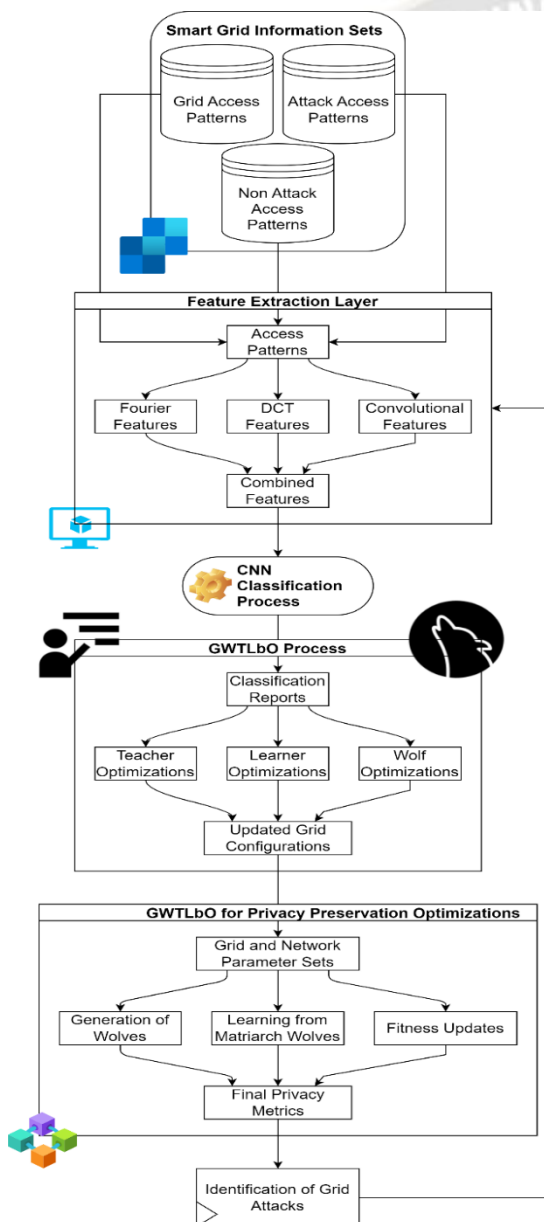 Smart Grid Information Sets
Grid Access
Patterns
Attack Access
Patterns
Non Attack
Access
Patterns
Feature Extraction Layer
Access
Patterns
Fourier
Features
DCT
Features
Convolutional
Features
Combined
Features
CNN
Classification
Process
GWTLbO Process
Classification
Reports
Teacher
Optimizations
Learner
Optimizations
Wolf
Optimizations
Updated Grid
Configurations
GWTLbO for Privacy Preservation Optimizations
Grid and Network
Parameter Sets
Generation of
Wolves
Learning from
Matriarch Wolves
Fitness Updates
Final Privacy
Metrics
Identification of Grid
Attacks